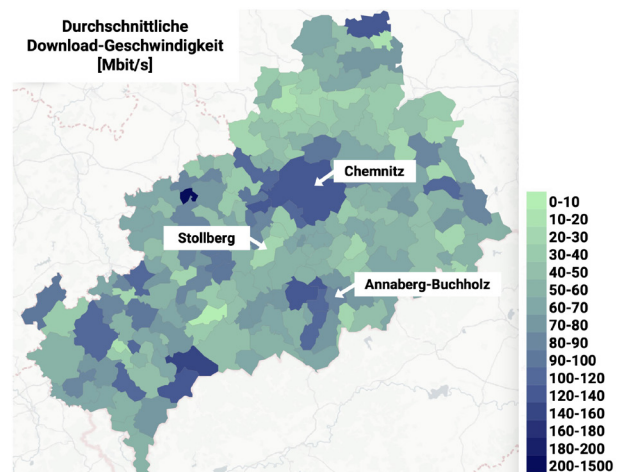 Durchschnittliche
Download-Geschwindigkeit
[Mbit/s]
Chemnitz
Stollberg
Annaberg-Buchholz
0-10
10-20
20-30
30-40
40-50
50-60
60-70
70-80
80-90
90-100
100-120
120-140
140-160
160-180
180-200
200-1500